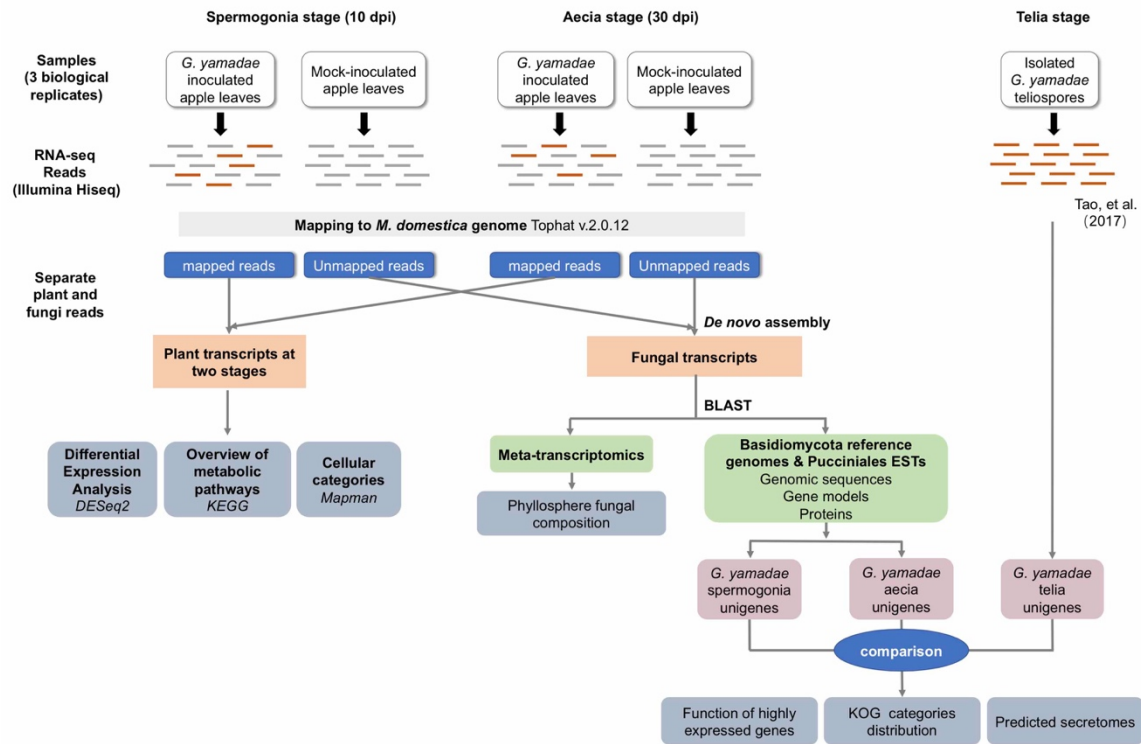 Spermogonia stage (10 dpi)
Aecia stage (30 dpi)
Telia stage
Samples
(3 biological
replicates)
G. yamadae
inoculated
apple leaves
Mock-inoculated
apple leaves
G. yamadae
inoculated
apple leaves
Mock-inoculated
apple leaves
Isolated
G. yamadae
teliospores
RNA-seq
Reads
(Illumina Hiseq)
Tao, et al.
(2017)
Mapping to M. domestica genome Tophat v.2.0.12
mapped reads
Unmapped reads
mapped reads
Unmapped reads
Separate
plant and
fungi reads
De novo assembly
Plant transcripts at
two stages
Fungal transcripts
BLAST
Differential
Expression
Analysis
DESeq2
Overview of
metabolic
pathways
KEGG
Cellular
categories
Mapman
Meta-transcriptomics
Phyllosphere fungal
composition
Basidiomycota reference
genomes & Pucciniales ESTs
Genomic sequences
Gene models
Proteins
G. yamadae
spermogonia
unigenes
G. yamadae
aecia
unigenes
G. yamadae
telia
unigenes
comparison
Function of highly
expressed genes
KOG categories
distribution
Predicted secretomes